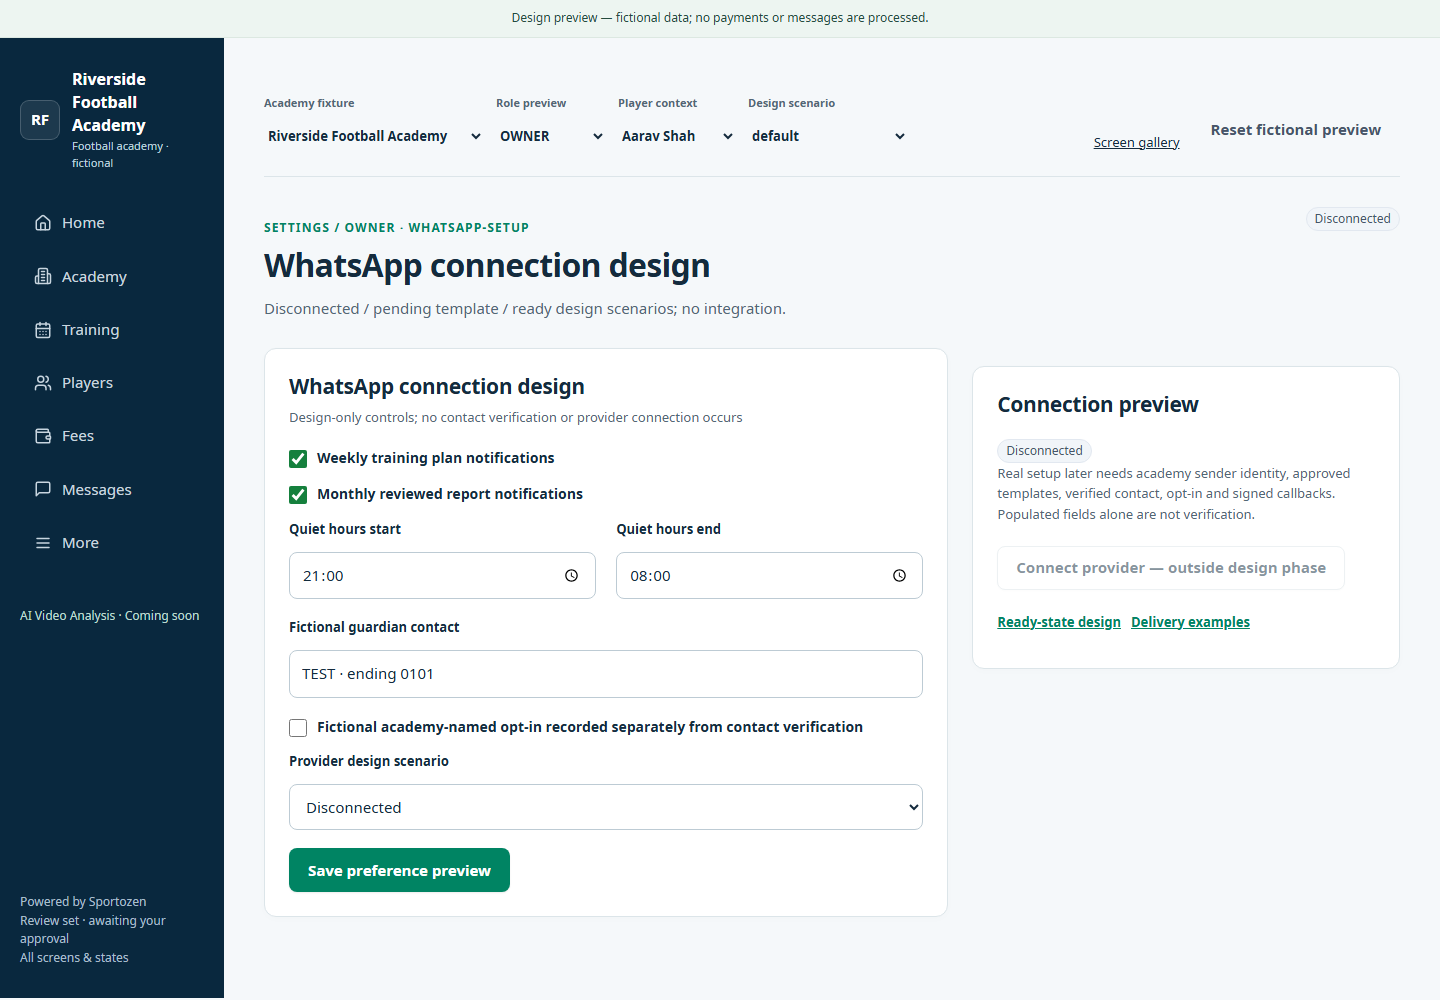 Design preview — fictional data; no payments or messages are processed.
RF
Riverside
Football
Academy
Football academy ·
fictional
Home
Academy
Training
Players
Fees
Messages
More
AI Video Analysis · Coming soon
Powered by Sportozen
Review set · awaiting your
approval
All screens & states
Academy fixture
Riverside Football Academy
Role preview
OWNER
Player context
Aarav Shah
Design scenario
default
Screen gallery
Reset fictional preview
SETTINGS / OWNER · WHATSAPP-SETUP
Disconnected
WhatsApp connection design
Disconnected / pending template / ready design scenarios; no integration.
WhatsApp connection design
Design-only controls; no contact verification or provider connection occurs
Weekly training plan notifications
Monthly reviewed report notifications
Quiet hours start
21:00
Quiet hours end
08:00
Fictional guardian contact
TEST · ending 0101
Fictional academy-named opt-in recorded separately from contact verification
Provider design scenario
Disconnected
Save preference preview
Connection preview
Disconnected
Real setup later needs academy sender identity, approved
templates, verified contact, opt-in and signed callbacks.
Populated fields alone are not verification.
Connect provider — outside design phase
Ready-state design Delivery examples